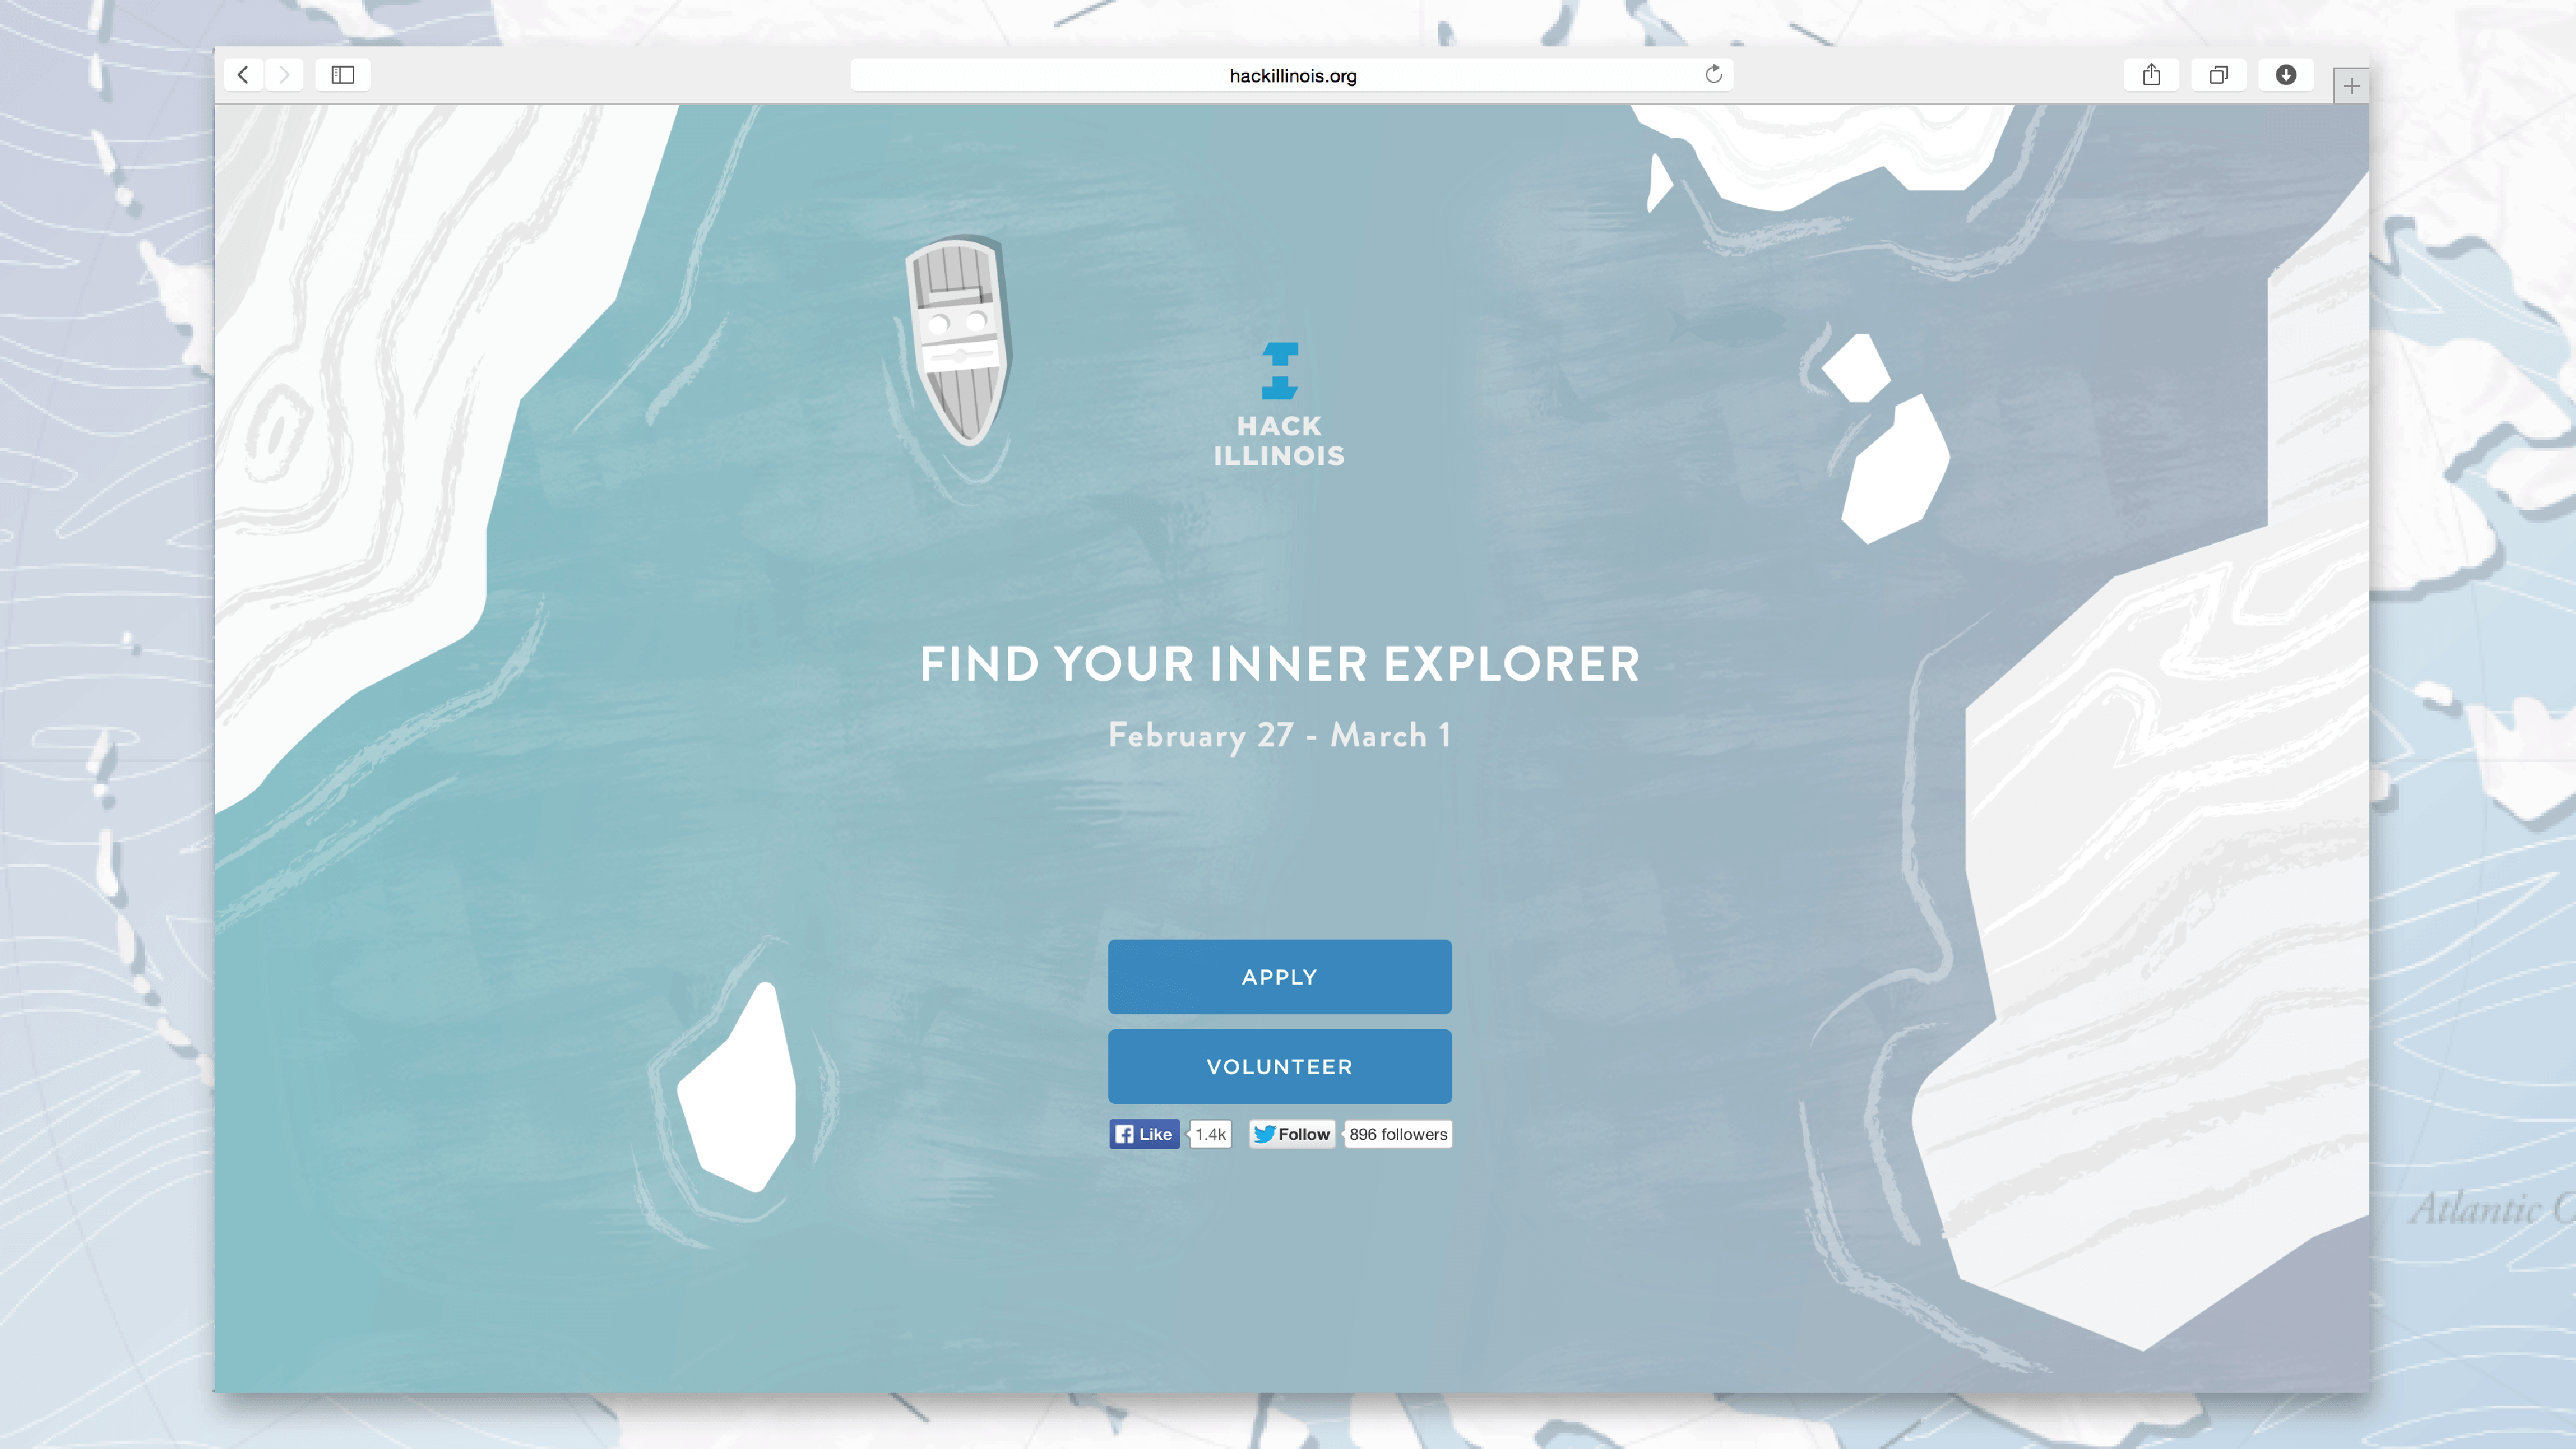 hackillinois.org
HACK
ILLINOIS
FIND YOUR INNER EXPLORER
February 27 - March 1
APPLY
VOLUNTEER
Like 1.4k Follow 896 followers
Atlantic